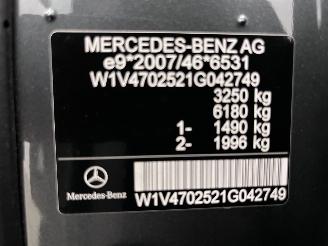 MERCEDES-BENZ AG
e9*2007/46*6531
W1V4702521G042749
3250 kg
6180 kg
1- 1490 kg
2- 1996 kg
Mercedes-Benz
W1V4702521G042749